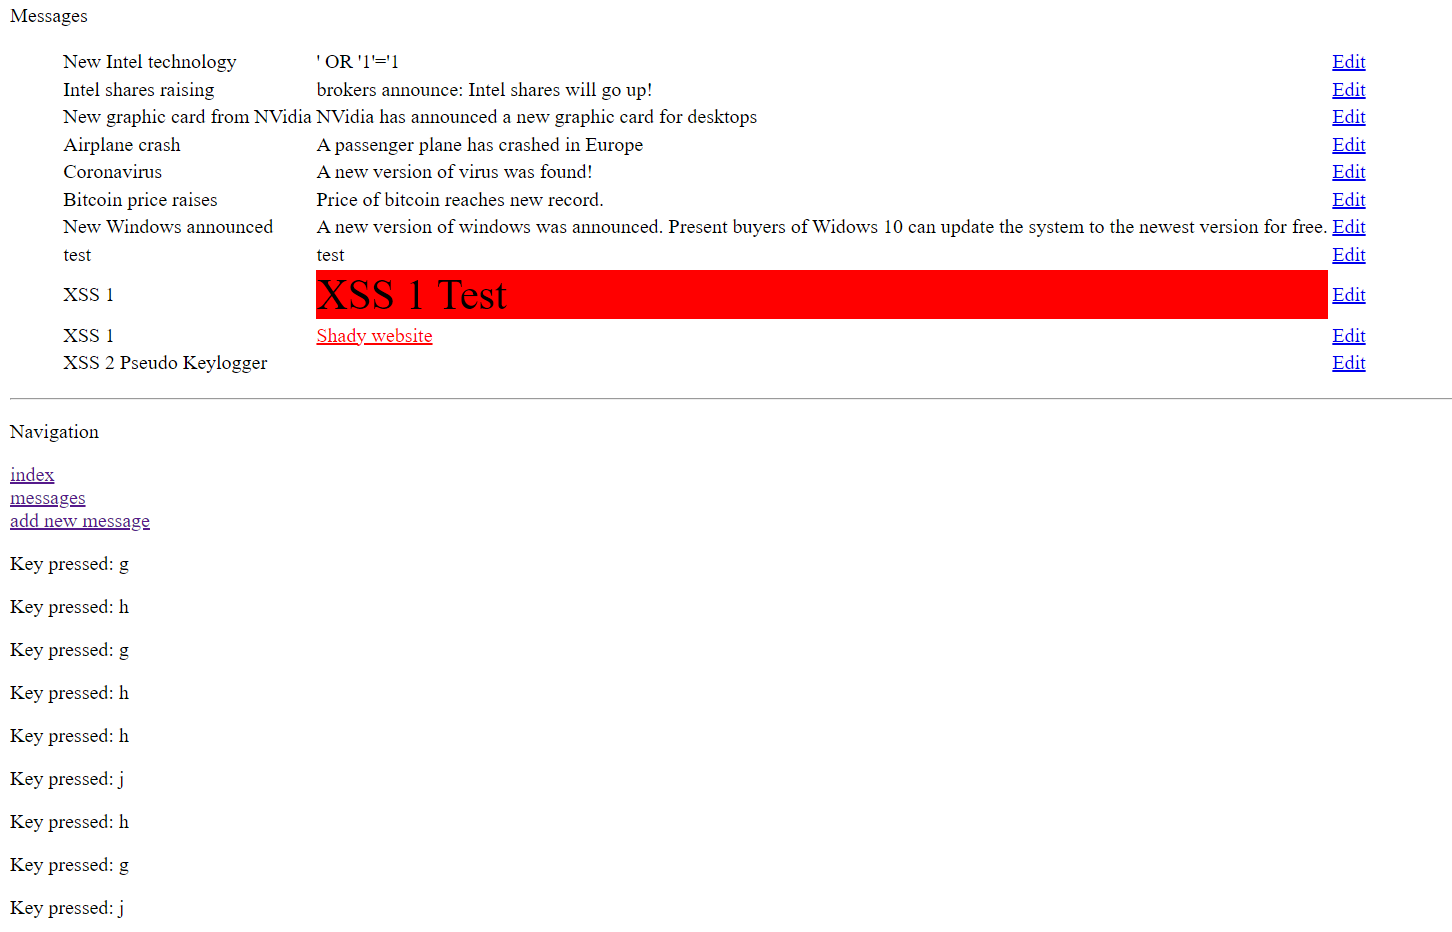 Messages
New Intel technology ' OR '1'='1 Edit
Intel shares raising brokers announce: Intel shares will go up! Edit
New graphic card from NVidia NVidia has announced a new graphic card for desktops Edit
Airplane crash A passenger plane has crashed in Europe Edit
Coronavirus A new version of virus was found! Edit
Bitcoin price raises Price of bitcoin reaches new record. Edit
New Windows announced A new version of windows was announced. Present buyers of Widows 10 can update the system to the newest version for free. Edit
test test Edit
XSS 1 XSS 1 Test Edit
XSS 1 Shady website Edit
XSS 2 Pseudo Keylogger Edit
Navigation
index
messages
add new message
Key pressed: g
Key pressed: h
Key pressed: g
Key pressed: h
Key pressed: h
Key pressed: j
Key pressed: h
Key pressed: g
Key pressed: j